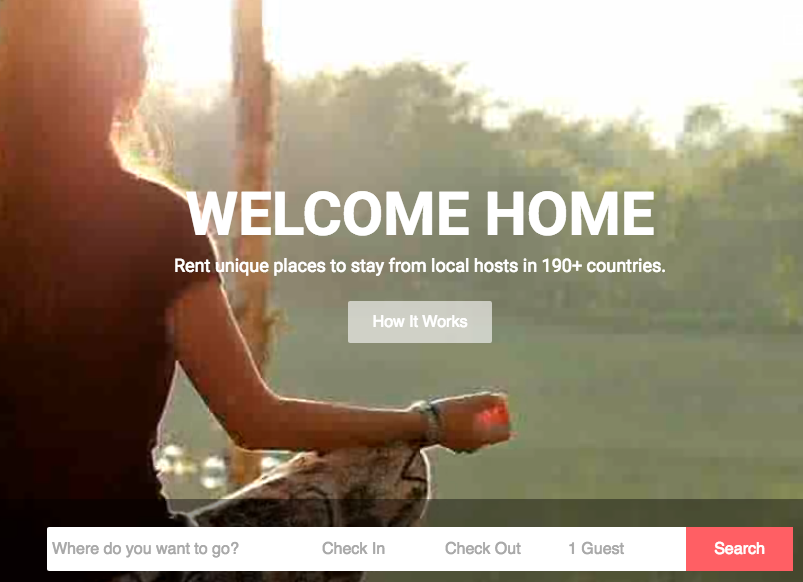 WELCOME HOME
Rent unique places to stay from local hosts in 190+ countries.
How It Works
Where do you want to go? Check In Check Out 1 Guest Search